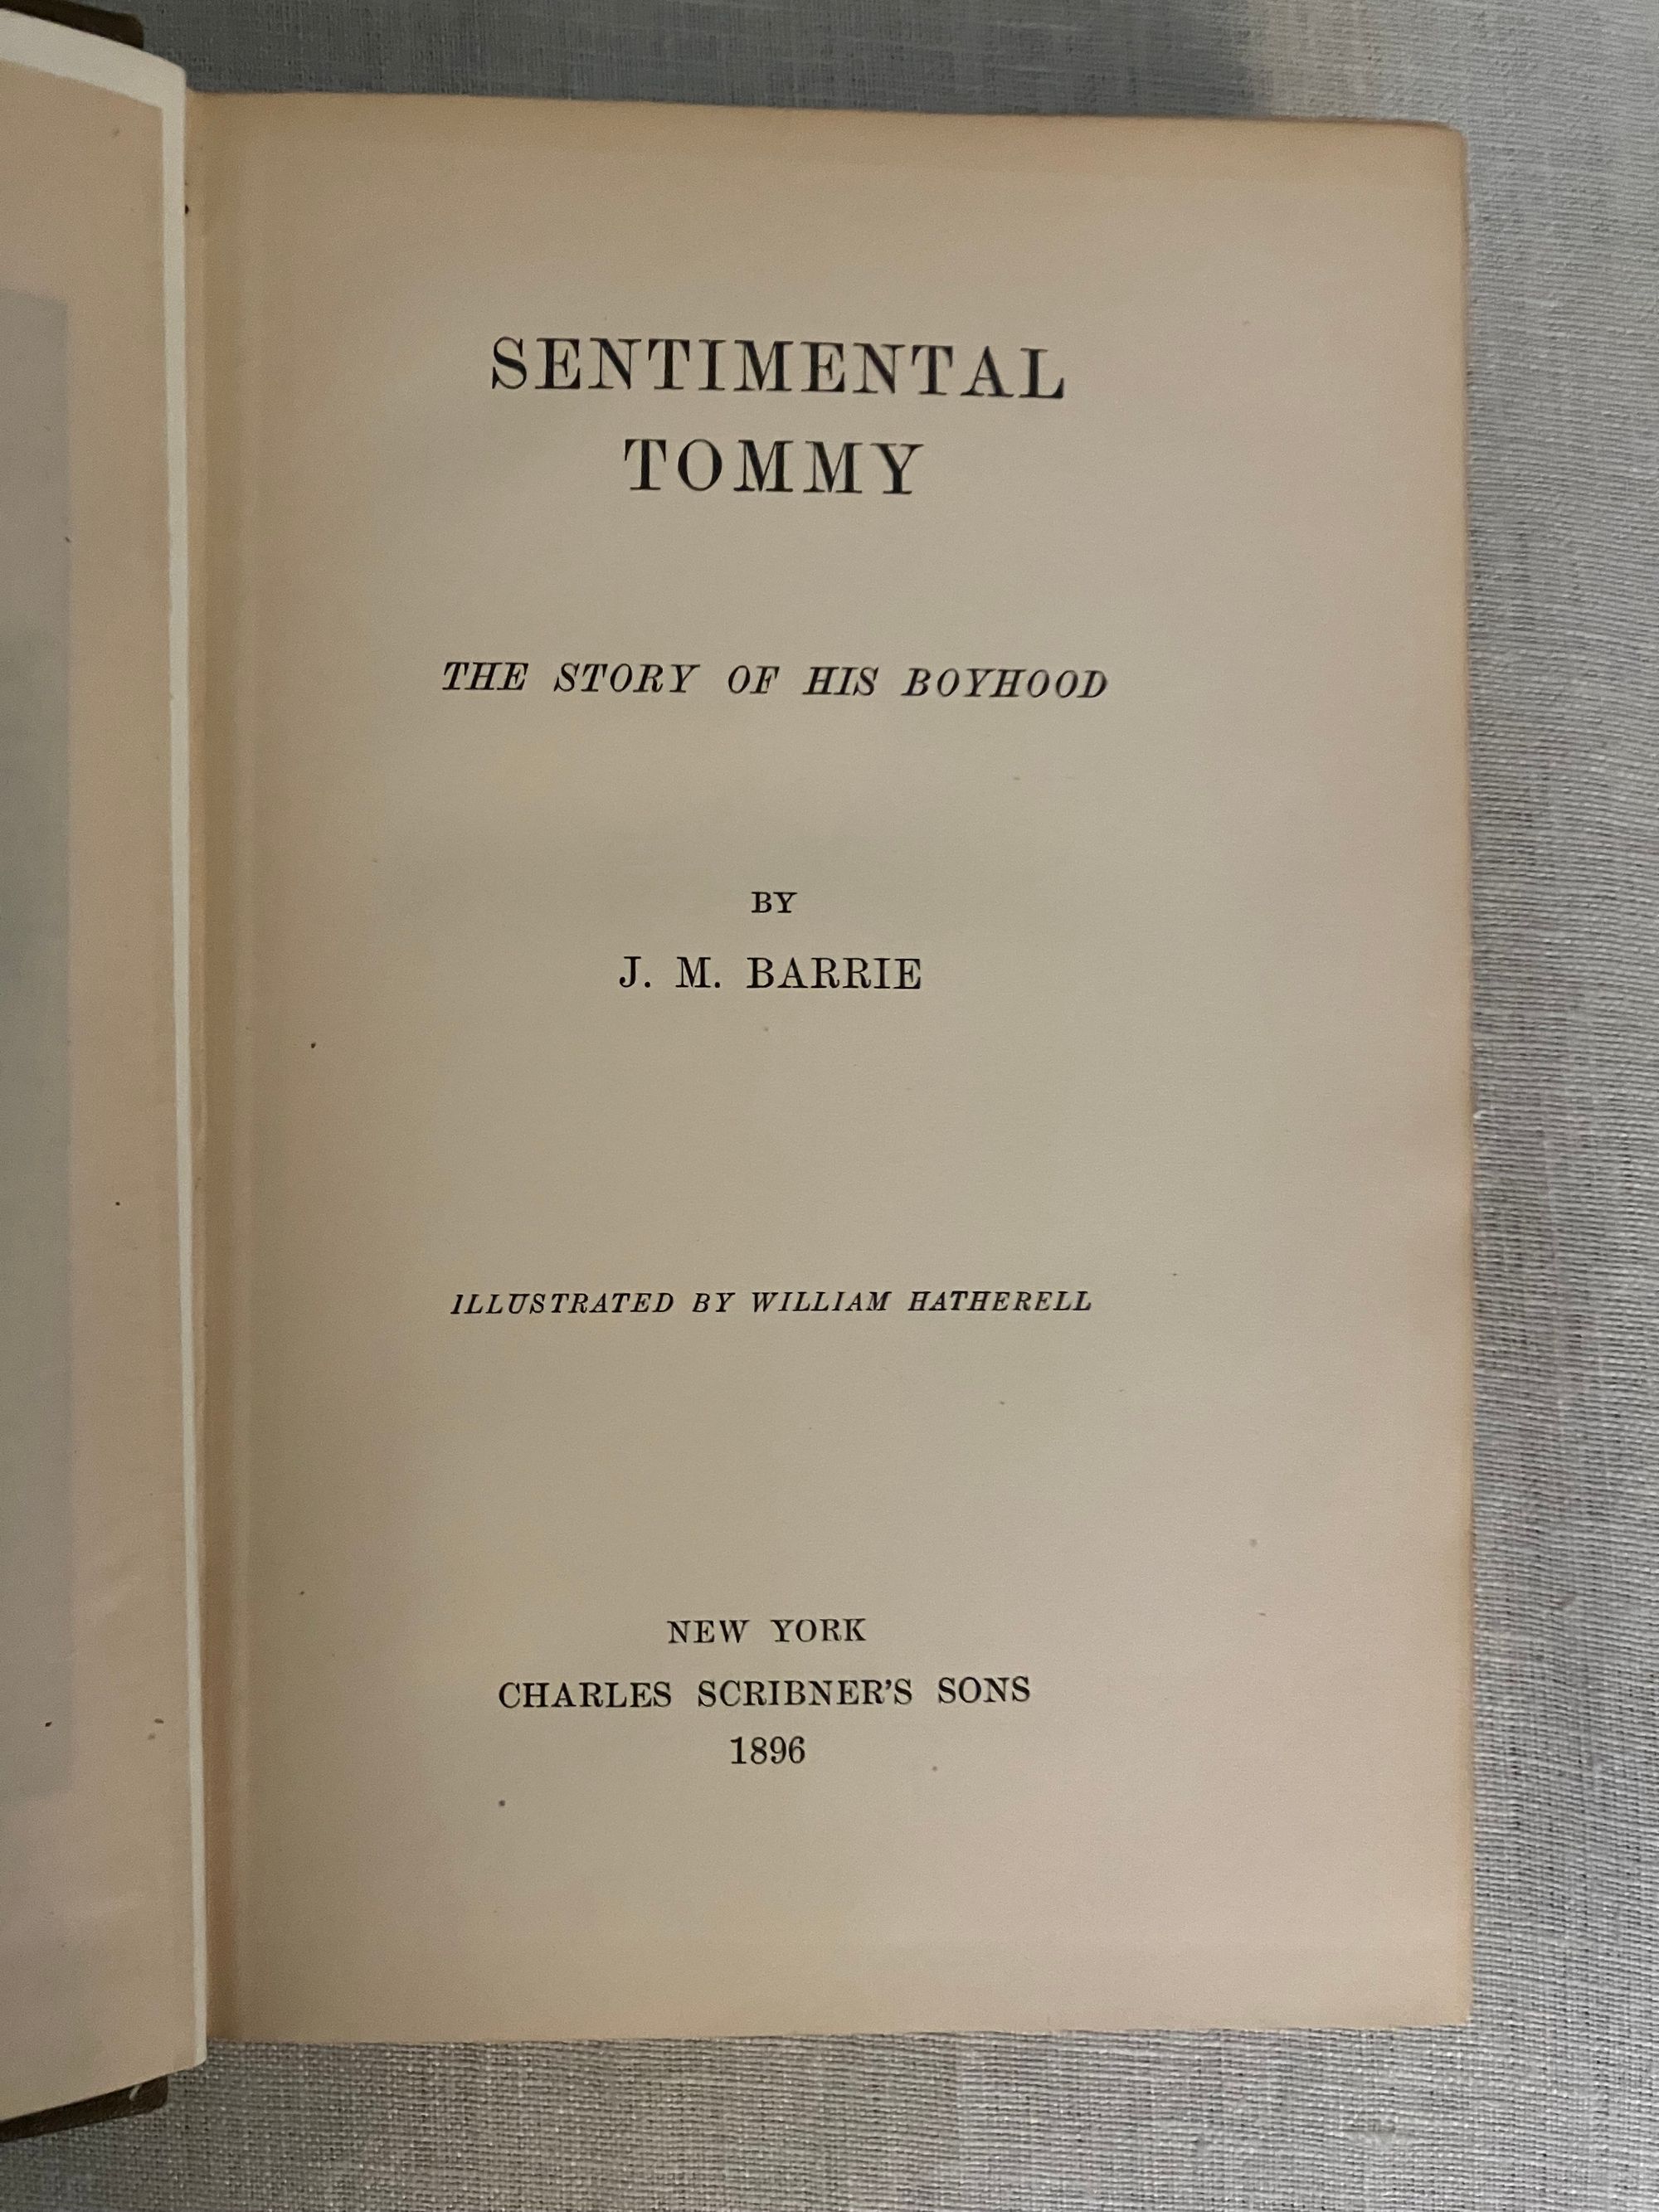 SENTIMENTAL
TOMMY
THE STORY OF HIS BOYHOOD
BY
J. M. BARRIE
ILLUSTRATED BY WILLIAM HATHERELL
NEW YORK
CHARLES SCRIBNER'S SONS
1896